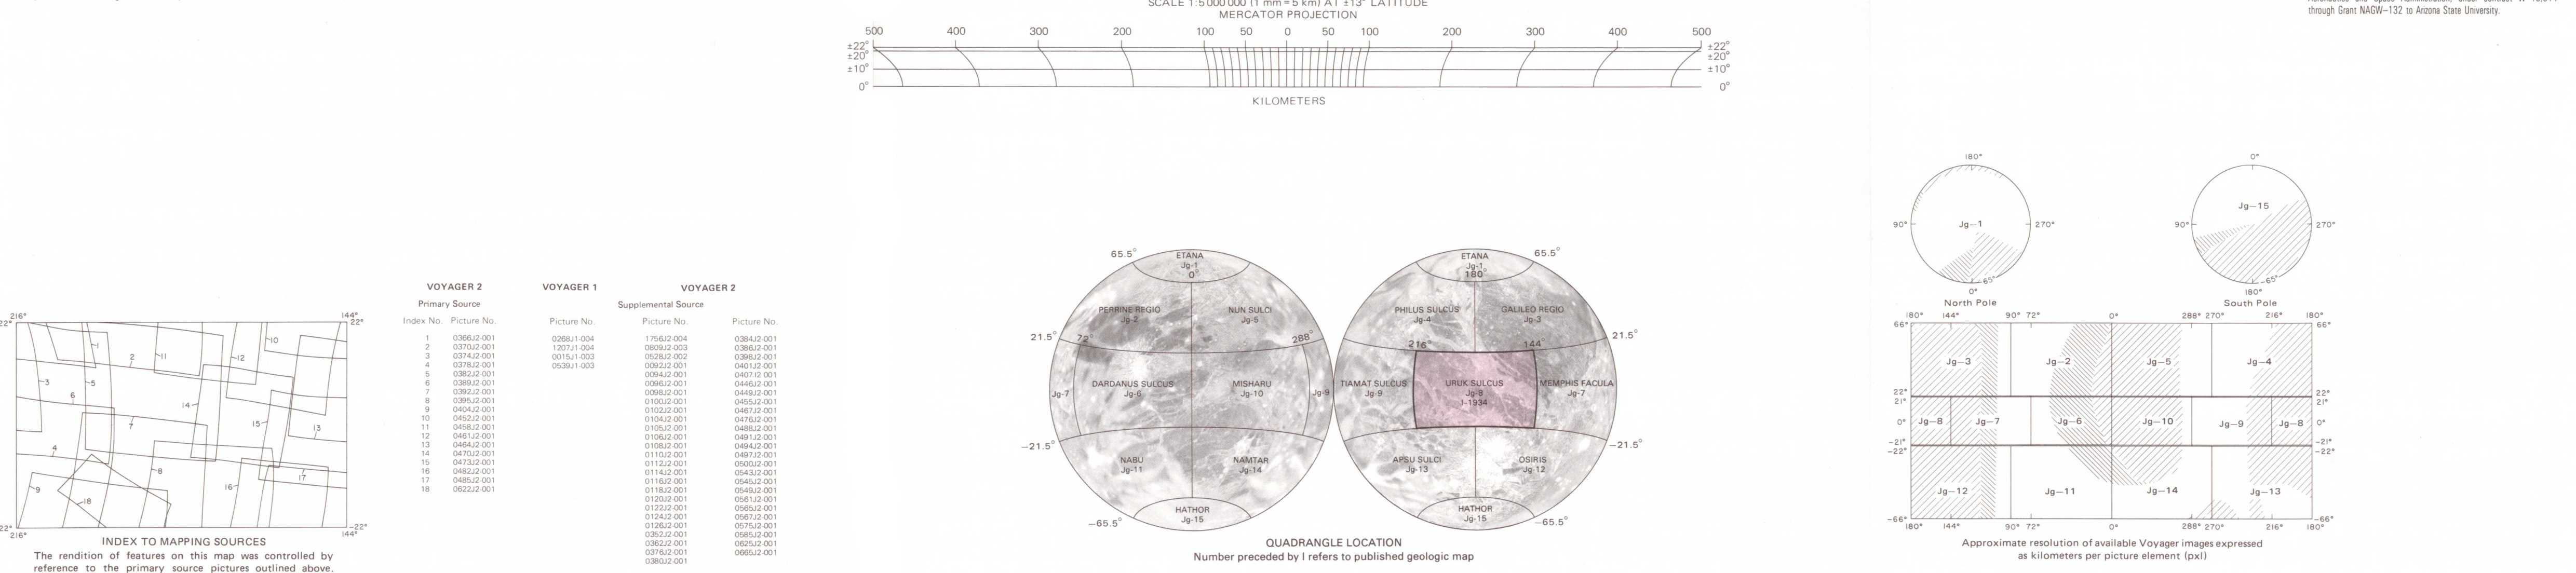 SCALE 1:5 000 000 (1 mm = 5 km) AT ±13° LATITUDE
MERCATOR PROJECTION
500 400 300 200 100 50 0 50 100 200 300 400 500
±22° ±22°
±20° ±20°
±10° ±10°
0° 0°
KILOMETERS
through Grant NAGW–132 to Arizona State University.
216° 144°
22° 22°
1
2
11
12
10
3
5
6
14
7
15
13
4
8
16
17
9
18
22° –22°
216° 144°
INDEX TO MAPPING SOURCES
The rendition of features on this map was controlled by
reference to the primary source pictures outlined above.
VOYAGER 2 VOYAGER 1 VOYAGER 2
Primary Source Supplemental Source
Index No. Picture No. Picture No. Picture No. Picture No.
1 0366J2-001 0268J1-004 1756J2-004 0384J2-001
2 0370J2-001 1207J1-004 0809J2-003 0386J2-001
3 0374J2-001 0015J1-003 0528J2-002 0398J2-001
4 0378J2-001 0539J1-003 0092J2-001 0401J2-001
5 0382J2-001 0094J2-001 0407J2-001
6 0389J2-001 0096J2-001 0446J2-001
7 0392J2-001 0098J2-001 0449J2-001
8 0395J2-001 0100J2-001 0455J2-001
9 0404J2-001 0102J2-001 0467J2-001
10 0452J2-001 0104J2-001 0476J2-001
11 0458J2-001 0105J2-001 0488J2-001
12 0461J2-001 0106J2-001 0491J2-001
13 0464J2-001 0108J2-001 0494J2-001
14 0470J2-001 0110J2-001 0497J2-001
15 0473J2-001 0112J2-001 0500J2-001
16 0482J2-001 0114J2-001 0543J2-001
17 0485J2-001 0116J2-001 0545J2-001
18 0622J2-001 0118J2-001 0549J2-001
0120J2-001 0561J2-001
0122J2-001 0565J2-001
0124J2-001 0567J2-001
0126J2-001 0575J2-001
0352J2-001 0585J2-001
0362J2-001 0625J2-001
0376J2-001 0665J2-001
0380J2-001
65.5° ETANA
Jg-1
0°
PERRINE REGIO
Jg-2
NUN SULCI
Jg-5
21.5° 72° 288°
Jg-7
DARDANUS SULCUS
Jg-6
MISHARU
Jg-10
Jg-9
–21.5°
NABU
Jg-11
NAMTAR
Jg-14
HATHOR
Jg-15
–65.5°
ETANA 65.5°
Jg-1
180°
PHILUS SULCUS
Jg-4
GALILEO REGIO
Jg-3
216° 144° 21.5°
TIAMAT SULCUS
Jg-9
URUK SULCUS
Jg-8
I-1934
MEMPHIS FACULA
Jg-7
–21.5°
APSU SULCI
Jg-13
OSIRIS
Jg-12
HATHOR
Jg-15
–65.5°
QUADRANGLE LOCATION
Number preceded by I refers to published geologic map
180°
90° Jg–1 270°
65°
0°
North Pole
0°
Jg–15
90° 270°
–65°
180°
South Pole
180° 144° 90° 72° 0° 288° 270° 216° 180°
66° 66°
Jg–3 Jg–2 Jg–5 Jg–4
22° 22°
21° 21°
0° Jg–8 Jg–7 Jg–6 Jg–10 Jg–9 Jg–8 0°
–21° –21°
–22° –22°
Jg–12 Jg–11 Jg–14 Jg–13
–66° –66°
180° 144° 90° 72° 0° 288° 270° 216° 180°
Approximate resolution of available Voyager images expressed
as kilometers per picture element (pxl)